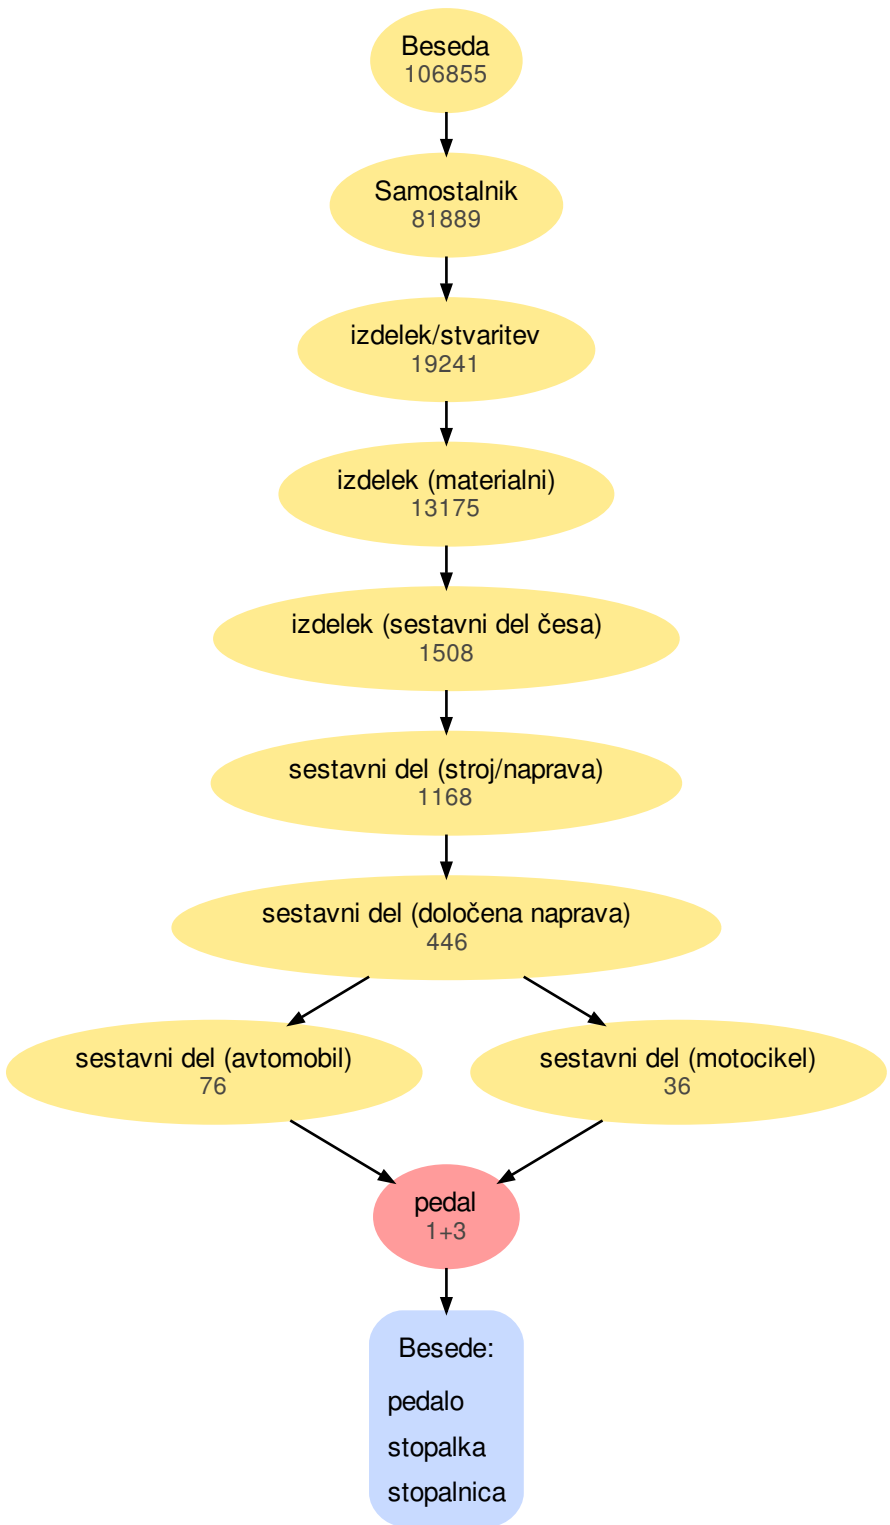 Beseda
106855
Samostalnik
81889
izdelek/stvaritev
19241
izdelek (materialni)
13175
izdelek (sestavni del česa)
1508
sestavni del (stroj/naprava)
1168
sestavni del (določena naprava)
446
sestavni del (avtomobil)
76
sestavni del (motocikel)
36
pedal
1+3
Besede:
pedalo
stopalka
stopalnica